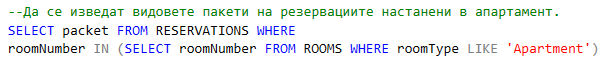 --Да се изведат видовете пакети на резервациите настанени в апартамент.
SELECT packet FROM RESERVATIONS WHERE
roomNumber IN (SELECT roomNumber FROM ROOMS WHERE roomType LIKE 'Apartment')